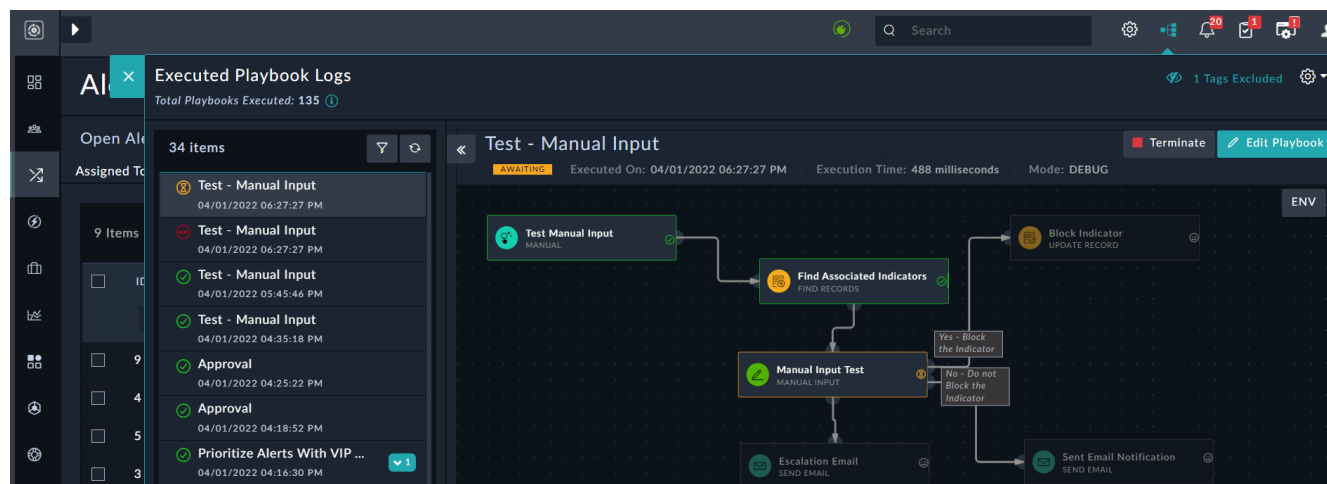 Search
20
1
!
Al
Executed Playbook Logs
Total Playbooks Executed: 135
1 Tags Excluded
Open Ale
Assigned To
9 Items
ID
9
4
5
3
34 items
Test - Manual Input
04/01/2022 06:27:27 PM
Test - Manual Input
04/01/2022 06:27:27 PM
Test - Manual Input
04/01/2022 05:45:46 PM
Test - Manual Input
04/01/2022 04:35:18 PM
Approval
04/01/2022 04:25:22 PM
Approval
04/01/2022 04:18:52 PM
Prioritize Alerts With VIP ...
1
04/01/2022 04:16:30 PM
Test - Manual Input
Terminate
Edit Playbook
AWAITING Executed On: 04/01/2022 06:27:27 PM Execution Time: 488 milliseconds Mode: DEBUG
ENV
Test Manual Input
MANUAL
Block Indicator
UPDATE RECORD
Find Associated Indicators
FIND RECORDS
Yes - Block
the Indicator
Manual Input Test
MANUAL INPUT
No - Do not
Block the
Indicator
Escalation Email
SEND EMAIL
Sent Email Notification
SEND EMAIL